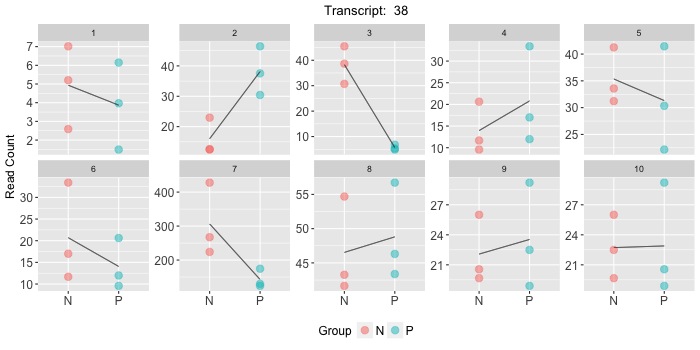 Transcript: 38
1 2 3 4 5
7 6 5 4 3 2
40 30 20
40 30 20 10
30 25 20 15 10
40 35 30 25
Read Count
6 7 8 9 10
30 25 20 15 10
400 300 200
55 50 45
27 24 21
27 24 21
N P N P N P N P N P
Group N P